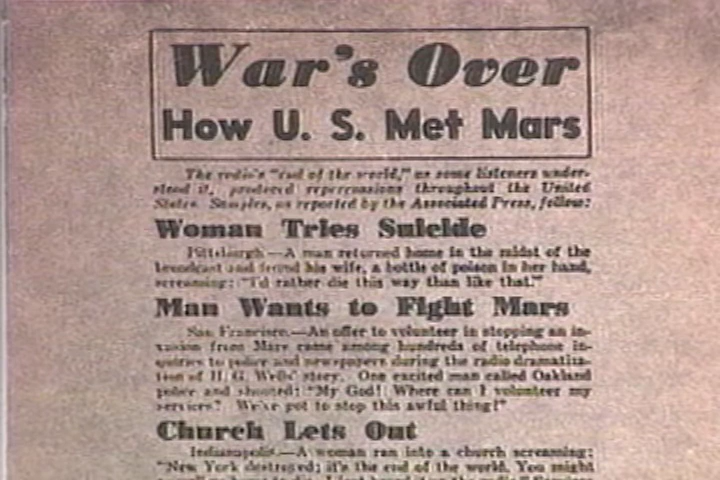 War's Over
How U. S. Met Mars
The radio's "end of the world," as some listeners under-
stood it, produced repercussions throughout the United
States. Samples, as reported by the Associated Press, follow:
Woman Tries Suicide
Pittsburgh.—A man returned home in the midst of the
broadcast and found his wife, a bottle of poison in her hand,
screaming: "I'd rather die this way than like that."
Man Wants to Fight Mars
San Francisco.—An offer to volunteer in stopping an in-
vasion from Mars came among hundreds of telephone in-
quiries to police and newspapers during the radio dramatiza-
tion of H. G. Wells' story. One excited man called Oakland
police and shouted: "My God! Where can I volunteer my
services? We've got to stop this awful thing!"
Church Lets Out
Indianapolis.—A woman ran into a church screaming:
"New York destroyed; it's the end of the world. You might